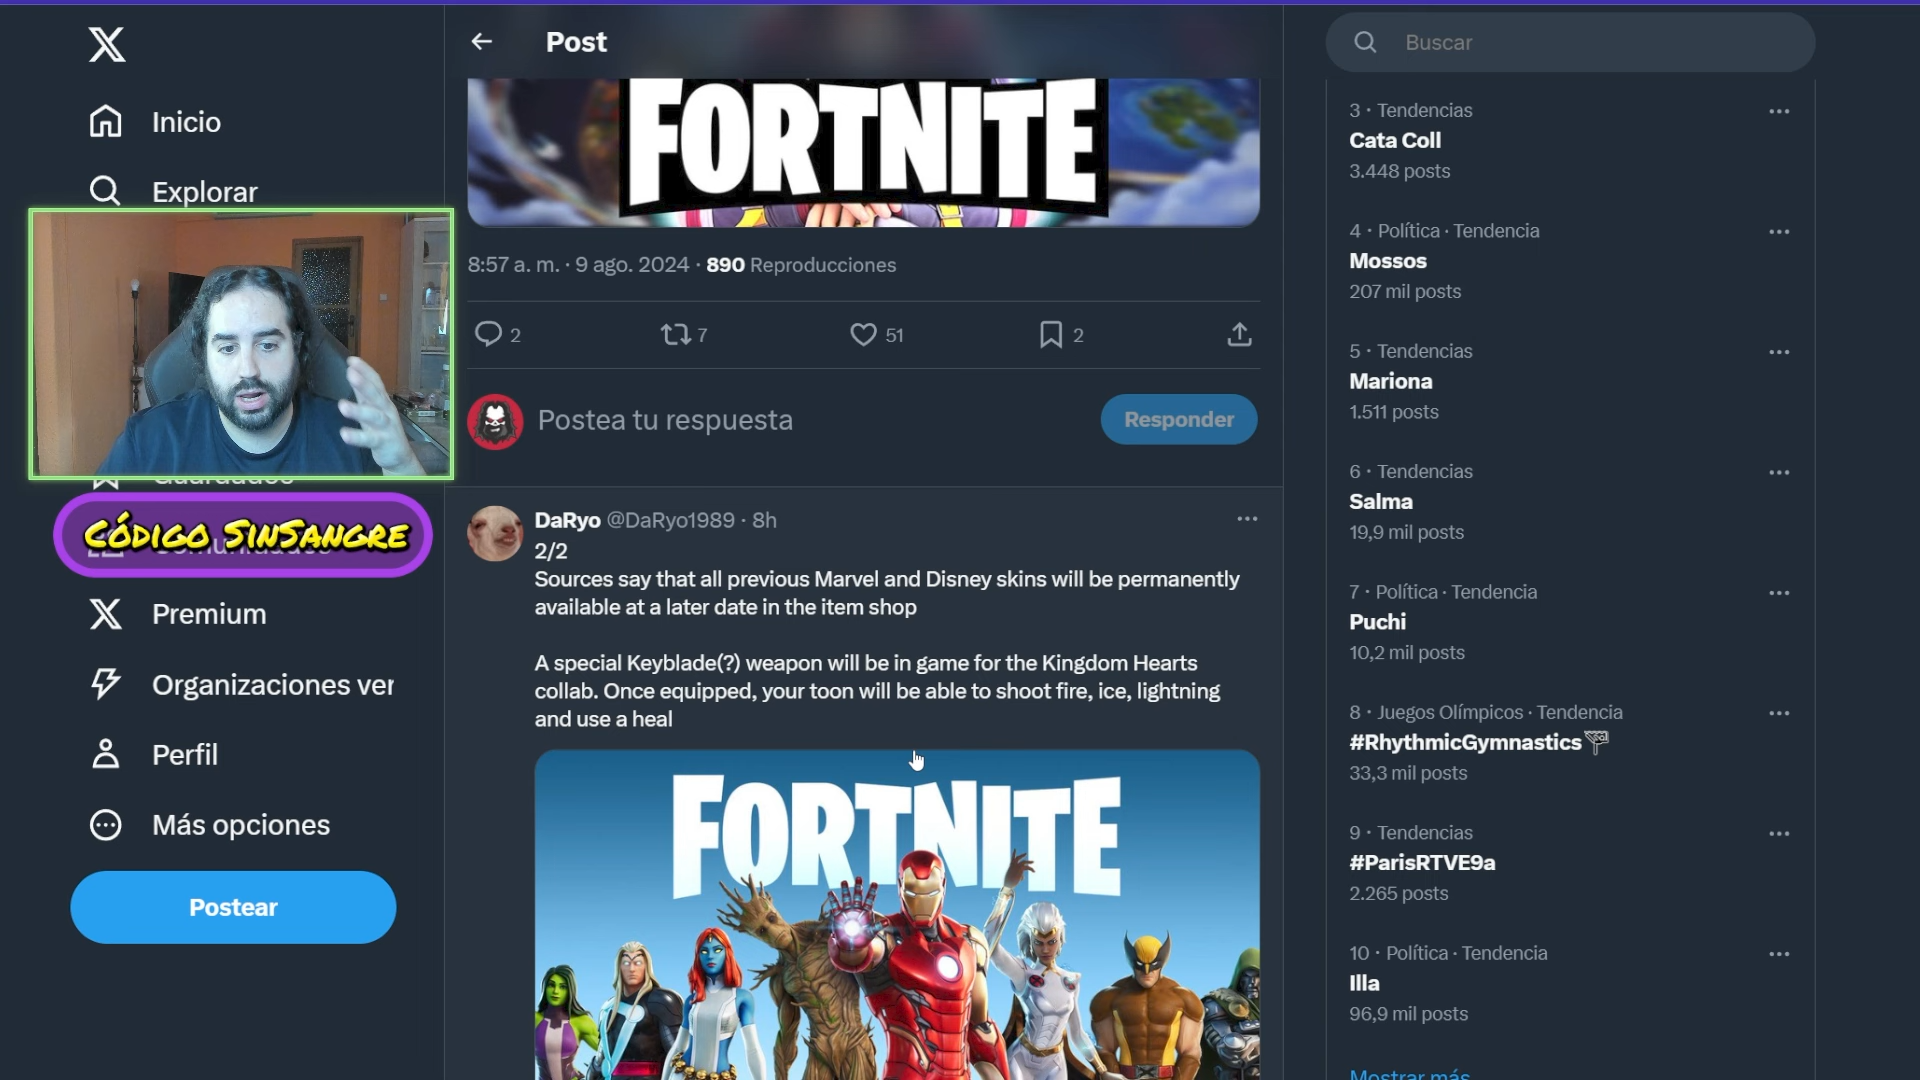 Inicio
Explorar
Guardados
CÓDIGO SINSANGRE
Premium
Organizaciones ver
Perfil
Más opciones
Postear
Post
FORTNITE
8:57 a. m. · 9 ago. 2024 · 890 Reproducciones
2
7
51
2
Postea tu respuesta
Responder
DaRyo @DaRyo1989 · 8h
2/2
Sources say that all previous Marvel and Disney skins will be permanently
available at a later date in the item shop
A special Keyblade(?) weapon will be in game for the Kingdom Hearts
collab. Once equipped, your toon will be able to shoot fire, ice, lightning
and use a heal
FORTNITE
Buscar
3 · Tendencias
Cata Coll
3.448 posts
4 · Política · Tendencia
Mossos
207 mil posts
5 · Tendencias
Mariona
1.511 posts
6 · Tendencias
Salma
19,9 mil posts
7 · Política · Tendencia
Puchi
10,2 mil posts
8 · Juegos Olímpicos · Tendencia
#RhythmicGymnastics
33,3 mil posts
9 · Tendencias
#ParisRTVE9a
2.265 posts
10 · Política · Tendencia
Illa
96,9 mil posts
Mostrar más